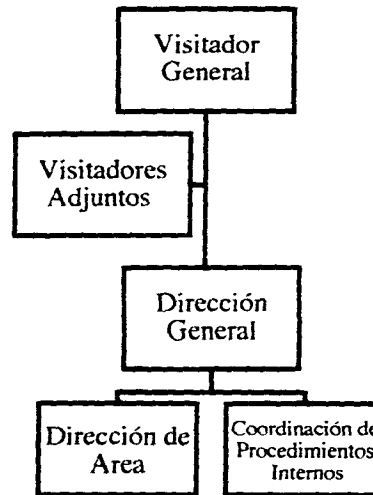 Visitador
General
Visitadores
Adjuntos
Dirección
General
Dirección de
Area
Coordinación de
Procedimientos
Internos